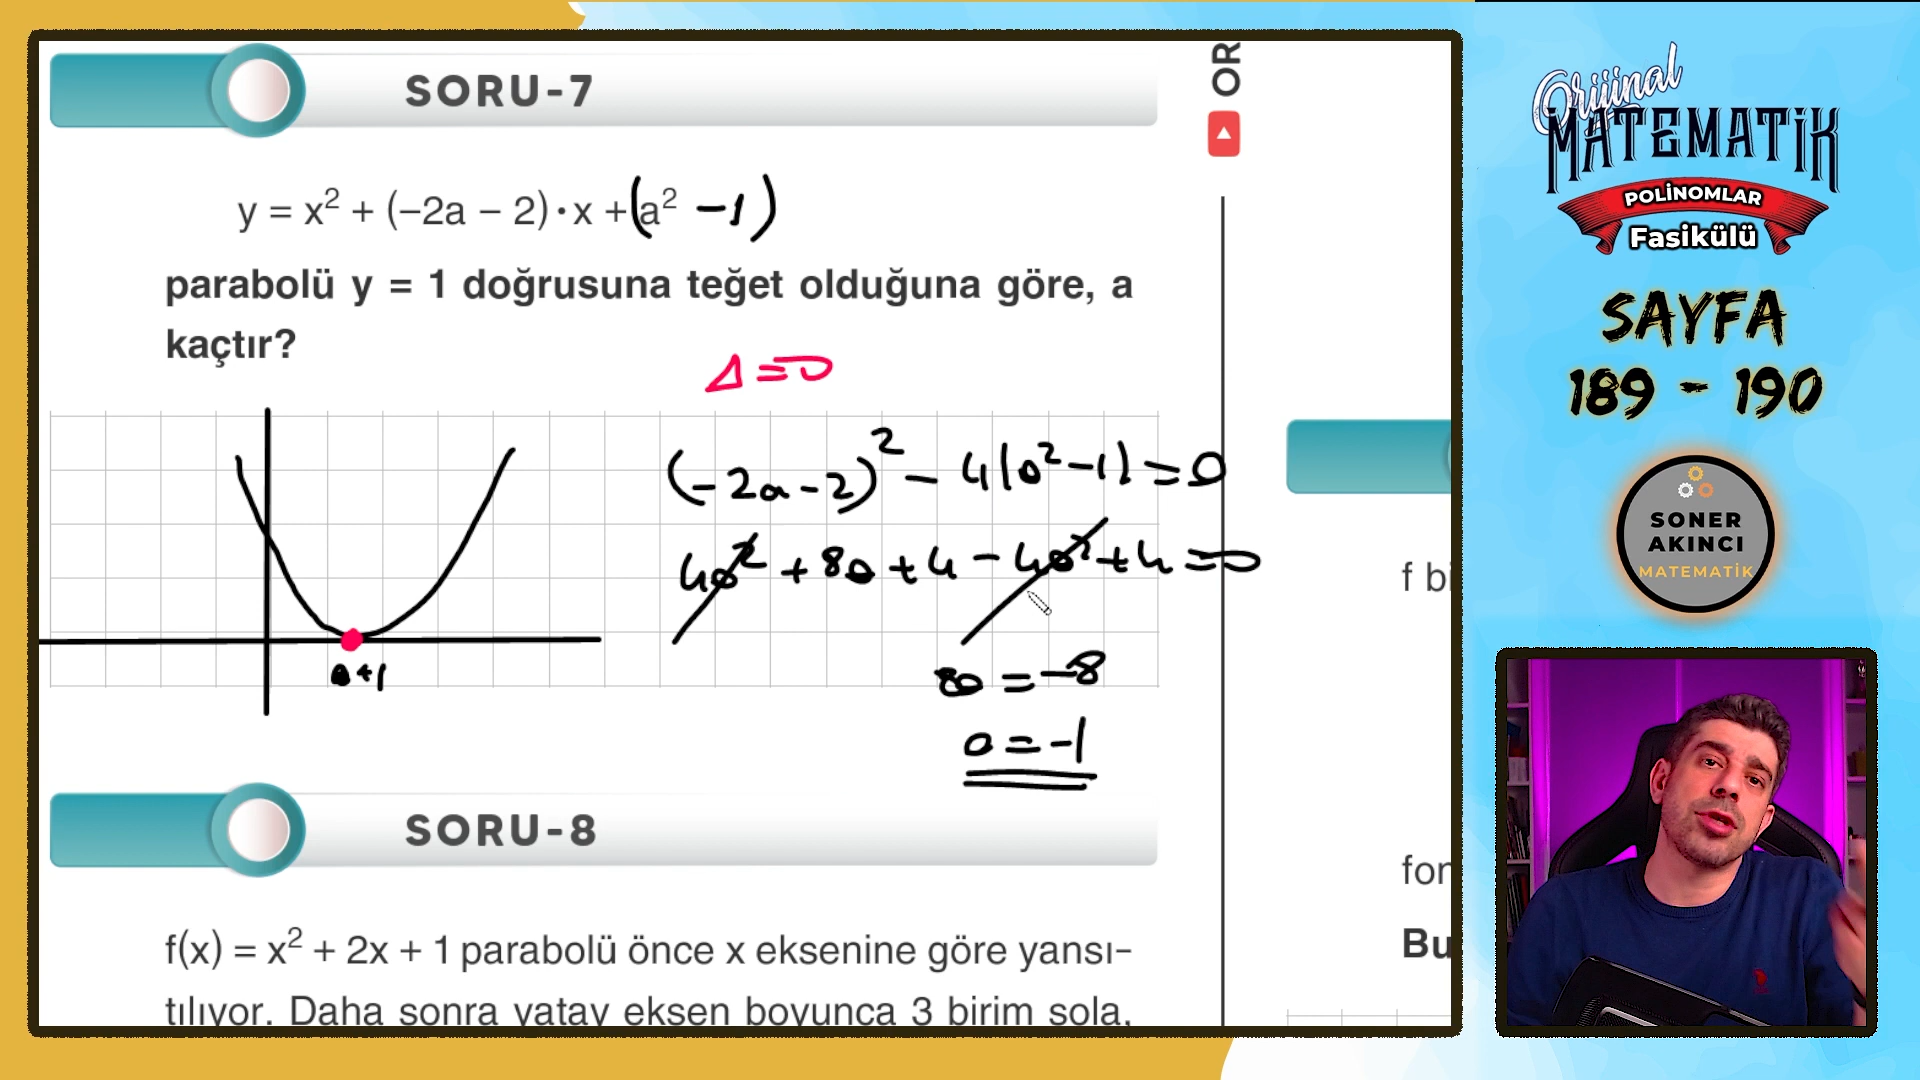 SORU-7
y = x² + (−2a − 2)·x + (a² −1)
parabolü y = 1 doğrusuna teğet olduğuna göre, a
kaçtır?
Δ=0
(-2a-2)² - 4(a²-1)=0
4a² + 8a + 4 - 4a² + 4 = 0
8a = -8
a = -1
a+1
SORU-8
f(x) = x² + 2x + 1 parabolü önce x eksenine göre yansı-
tılıyor. Daha sonra yatay eksen boyunca 3 birim sola,
OR
f bi
for
Bu
Orijinal
MATEMATİK
POLİNOMLAR
Fasikülü
SAYFA
189 - 190
SONER
AKINCI
MATEMATİK